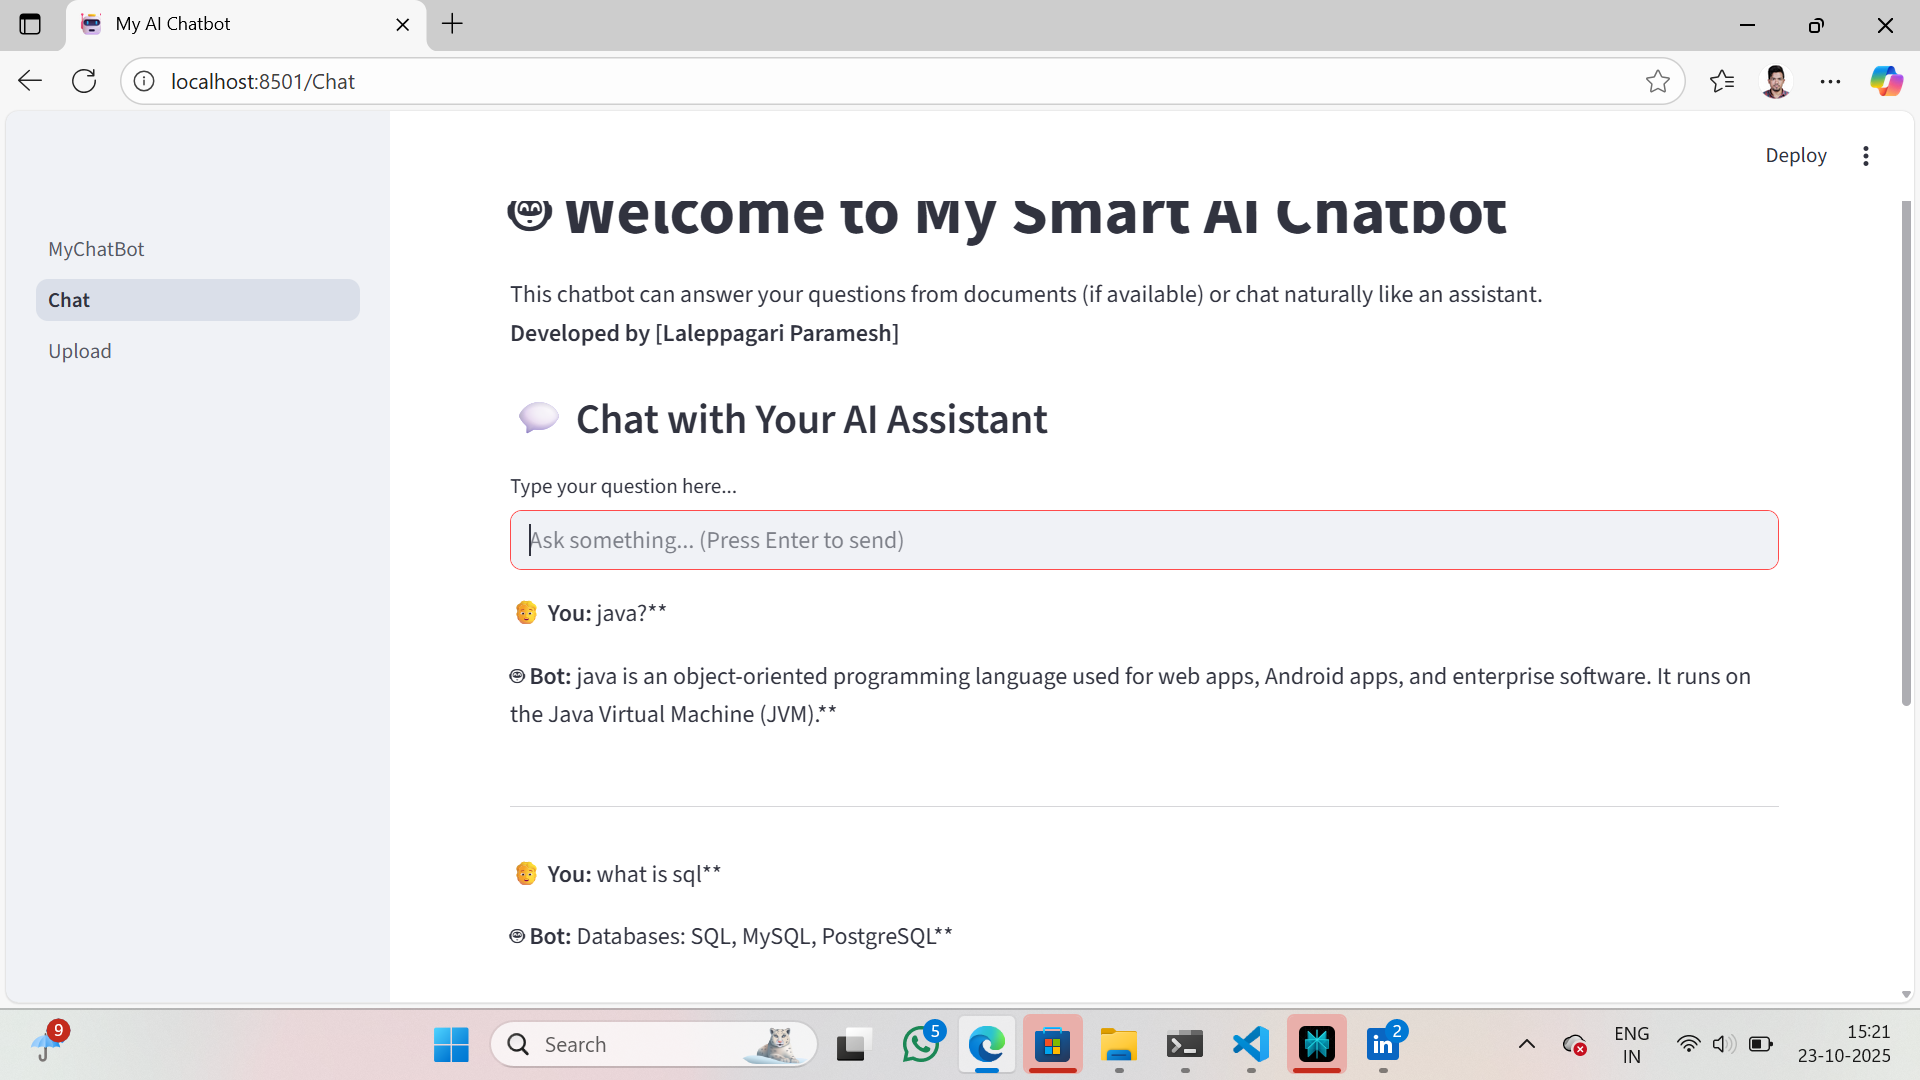 My AI Chatbot
localhost:8501/Chat
Deploy
MyChatBot
Chat
Upload
Welcome to My Smart AI Chatbot
This chatbot can answer your questions from documents (if available) or chat naturally like an assistant.
Developed by [Laleppagari Paramesh]
Chat with Your AI Assistant
Type your question here...
Ask something... (Press Enter to send)
You: java?**
Bot: java is an object-oriented programming language used for web apps, Android apps, and enterprise software. It runs on
the Java Virtual Machine (JVM).**
You: what is sql**
Bot: Databases: SQL, MySQL, PostgreSQL**
9
Search
5
in
2
ENG
IN
15:21
23-10-2025